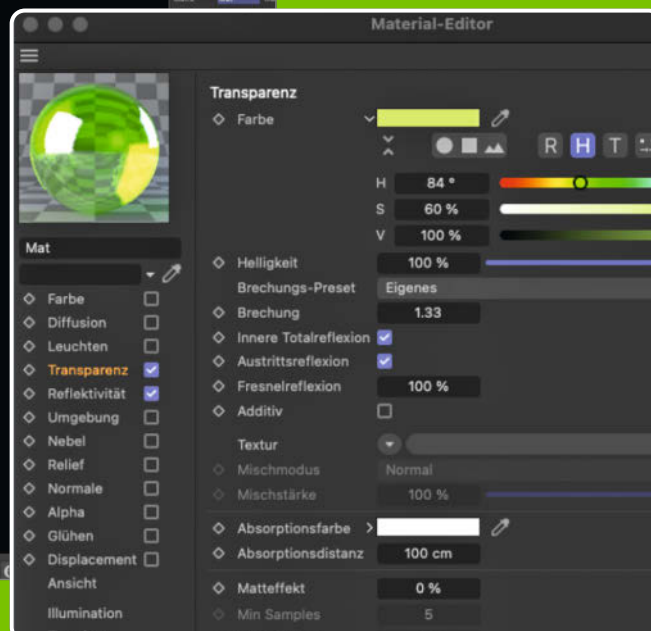 Material-Editor
Transparenz
Farbe
R H T
H 84 °
S 60 %
V 100 %
Mat
Helligkeit 100 %
Brechungs-Preset Eigenes
Brechung 1.33
Innere Totalreflexion
Austrittsreflexion
Fresnelreflexion 100 %
Additiv
Textur
Mischmodus Normal
Mischstärke 100 %
Absorptionsfarbe
Absorptionsdistanz 100 cm
Matteffekt 0 %
Min Samples 5
Farbe
Diffusion
Leuchten
Transparenz
Reflektivität
Umgebung
Nebel
Relief
Normale
Alpha
Glühen
Displacement
Ansicht
Illumination